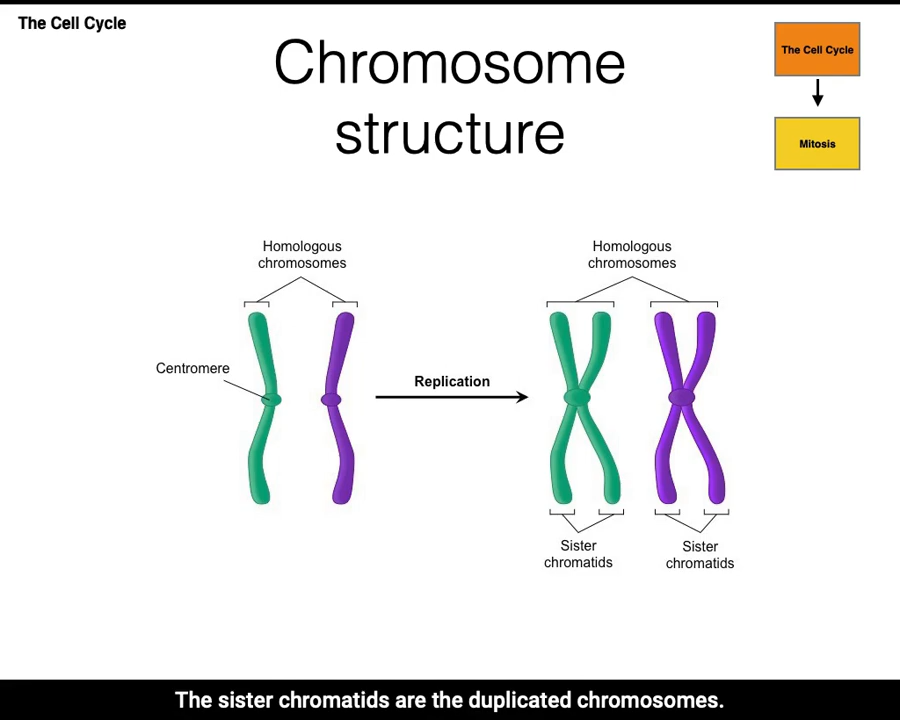 The Cell Cycle
Chromosome
structure
The Cell Cycle
Mitosis
Homologous
chromosomes
Homologous
chromosomes
Centromere
Replication
Sister
chromatids
Sister
chromatids
The sister chromatids are the duplicated chromosomes.